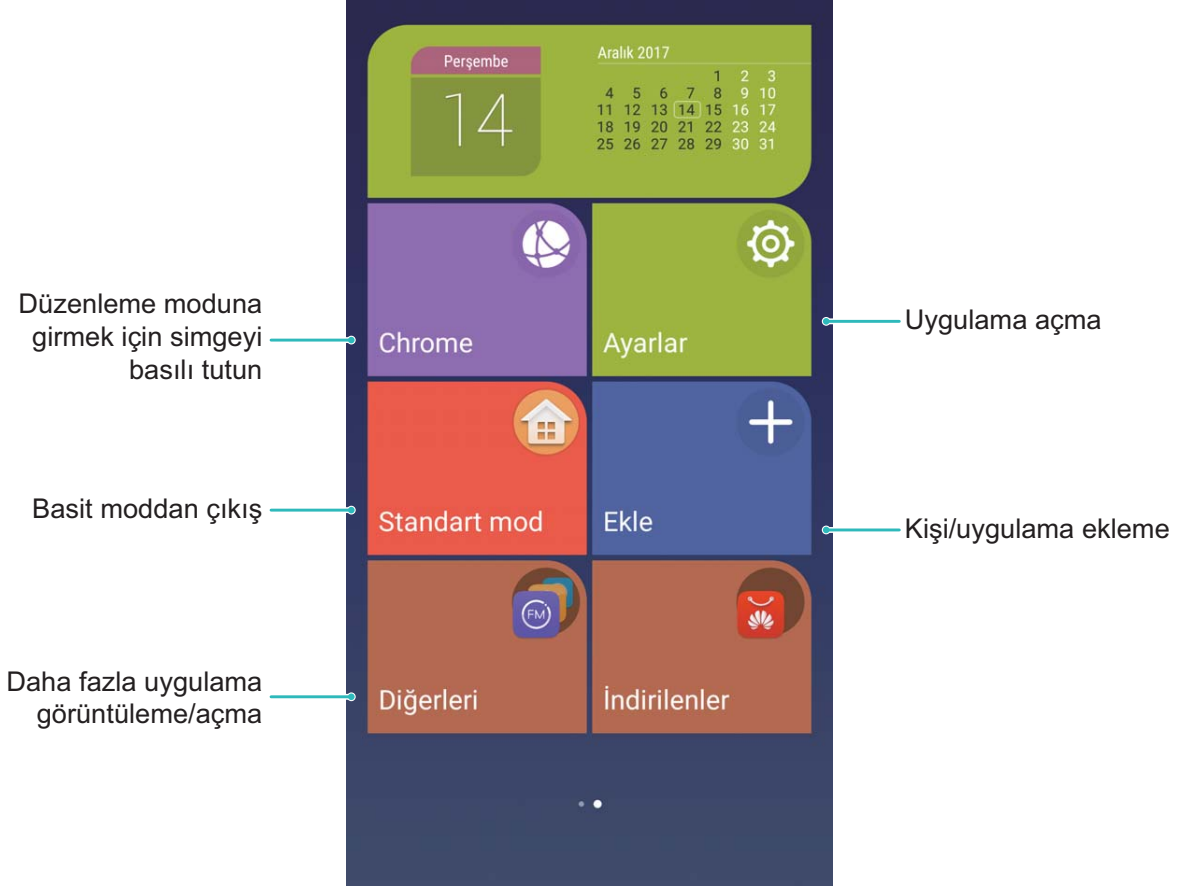 Perşembe
14
Aralık 2017
1 2 3
4 5 6 7 8 9 10
11 12 13 14 15 16 17
18 19 20 21 22 23 24
25 26 27 28 29 30 31
Düzenleme moduna
girmek için simgeyi
basılı tutun
Chrome
Ayarlar
Uygulama açma
Basit moddan çıkış
Standart mod
Ekle
Kişi/uygulama ekleme
Daha fazla uygulama
görüntüleme/açma
FM
Diğerleri
İndirilenler